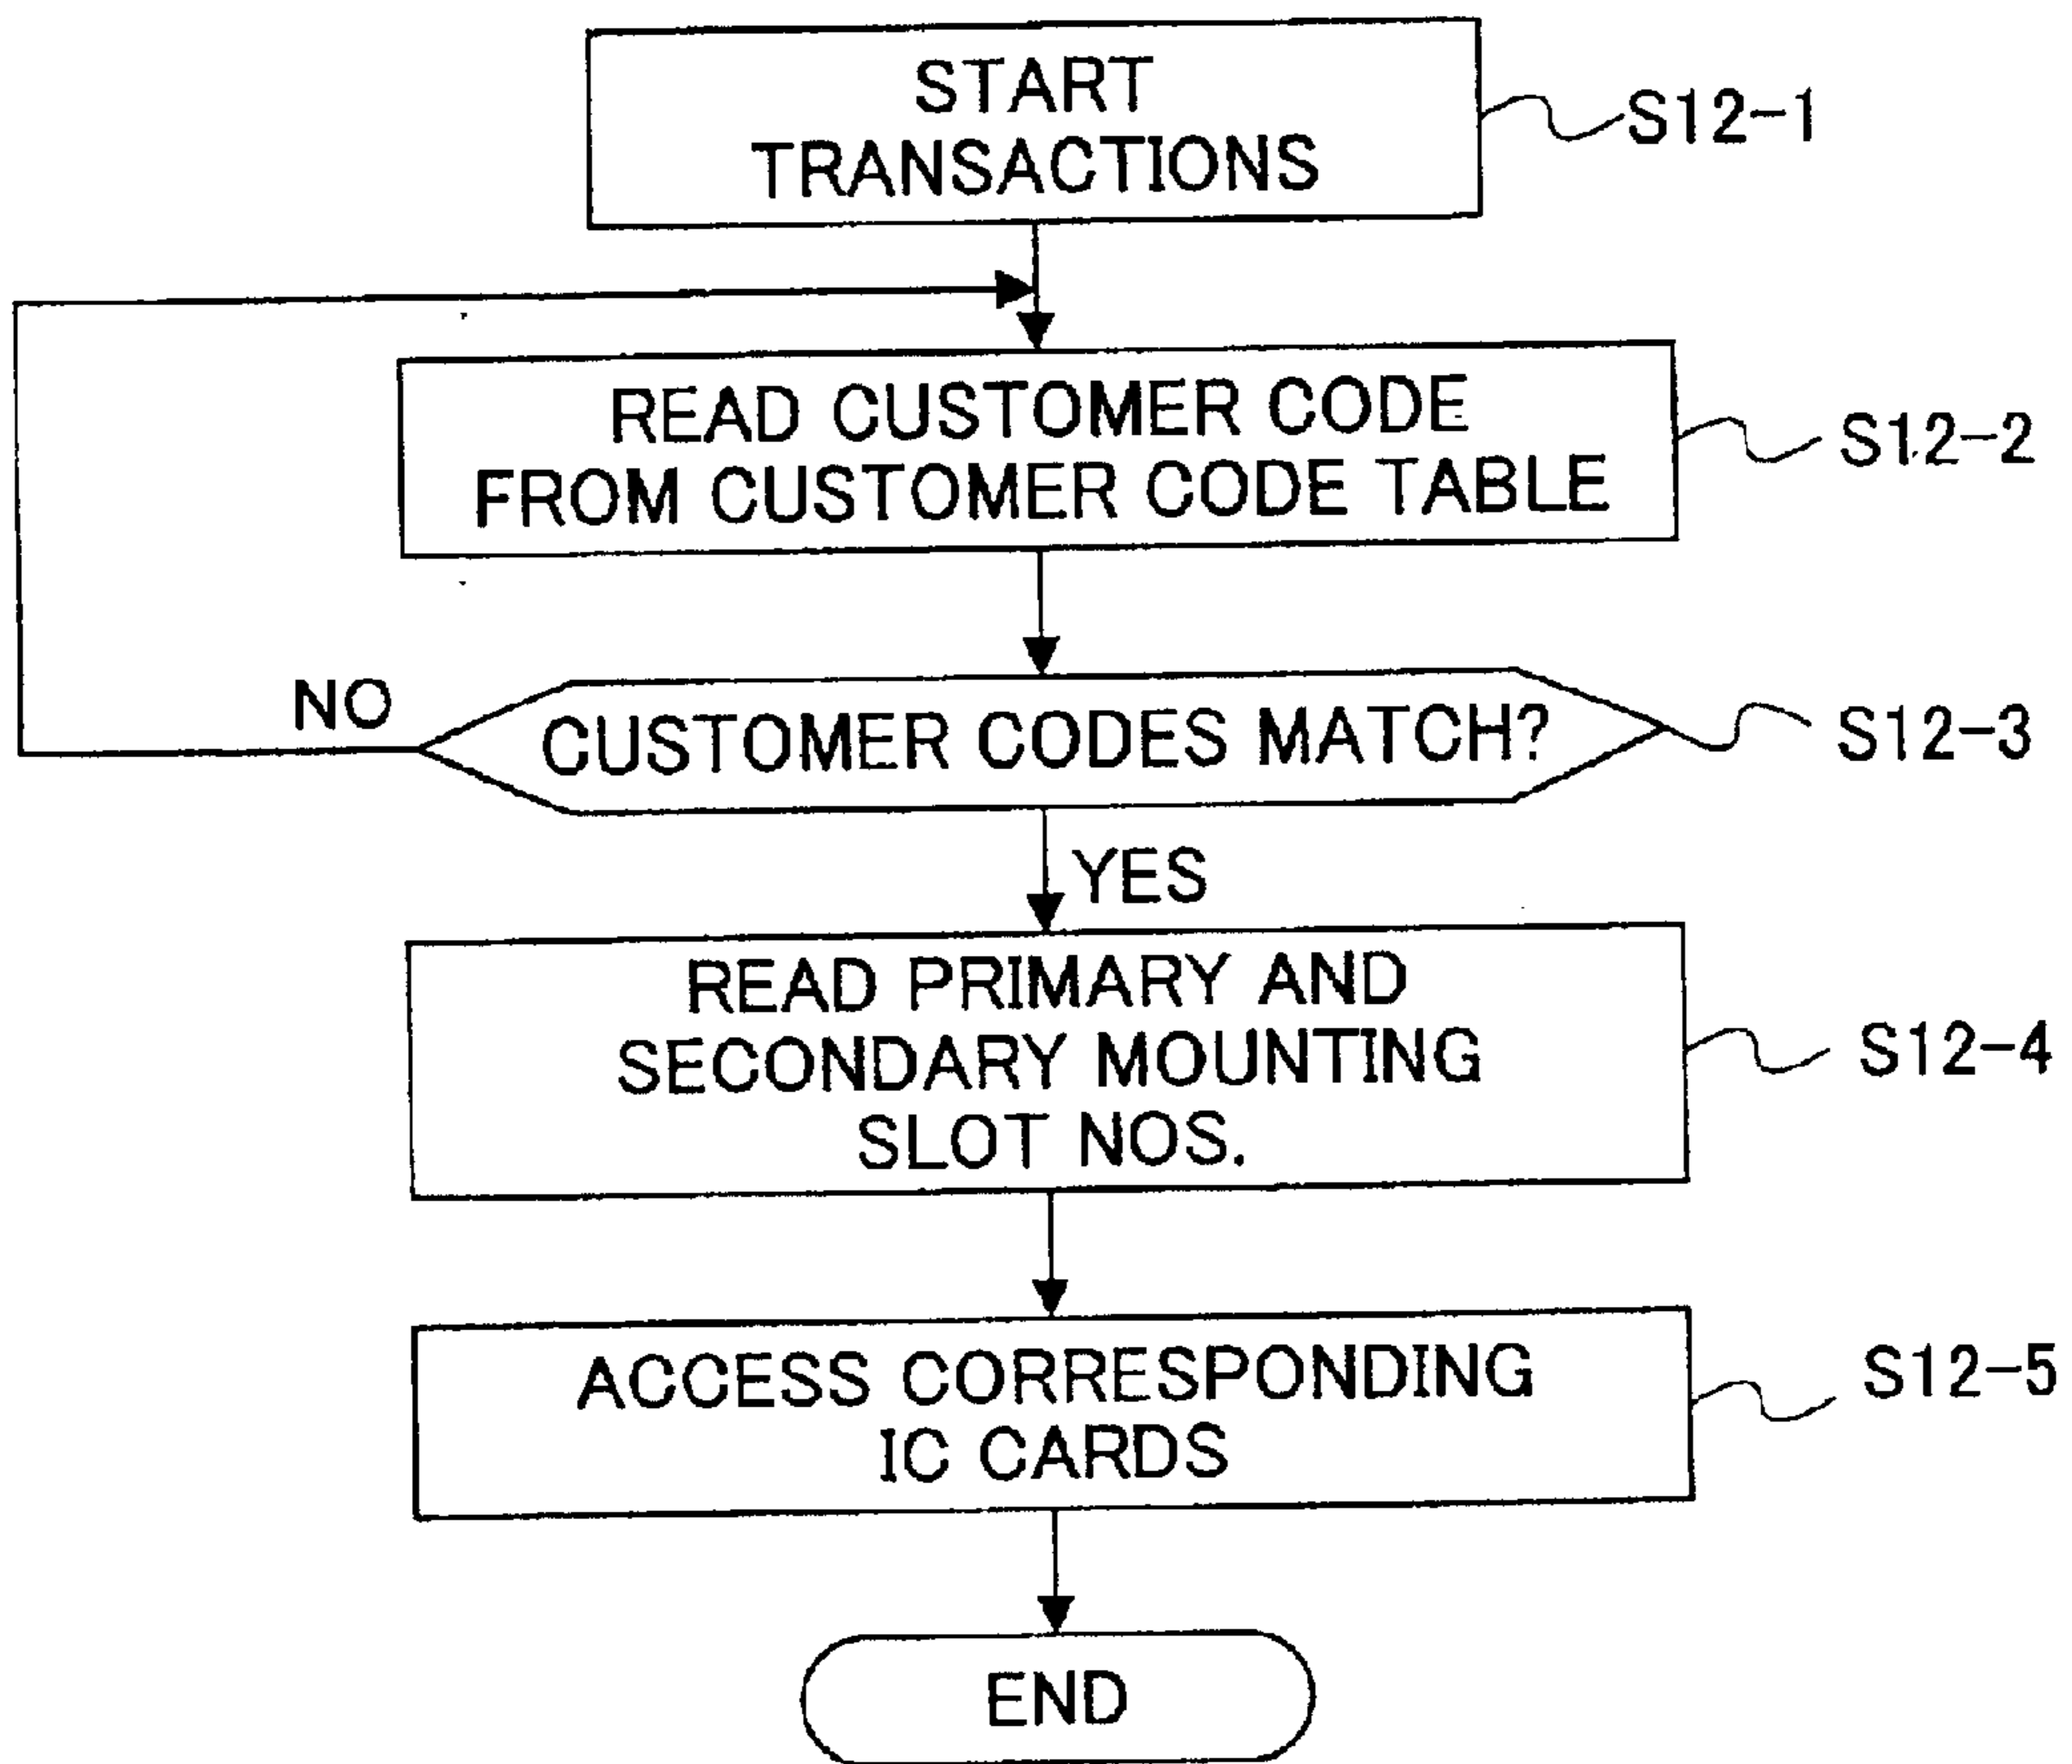 START
TRANSACTIONS
S12-1
READ CUSTOMER CODE
FROM CUSTOMER CODE TABLE
S12-2
NO
CUSTOMER CODES MATCH?
S12-3
YES
READ PRIMARY AND
SECONDARY MOUNTING
SLOT NOS.
S12-4
ACCESS CORRESPONDING
IC CARDS
S12-5
END